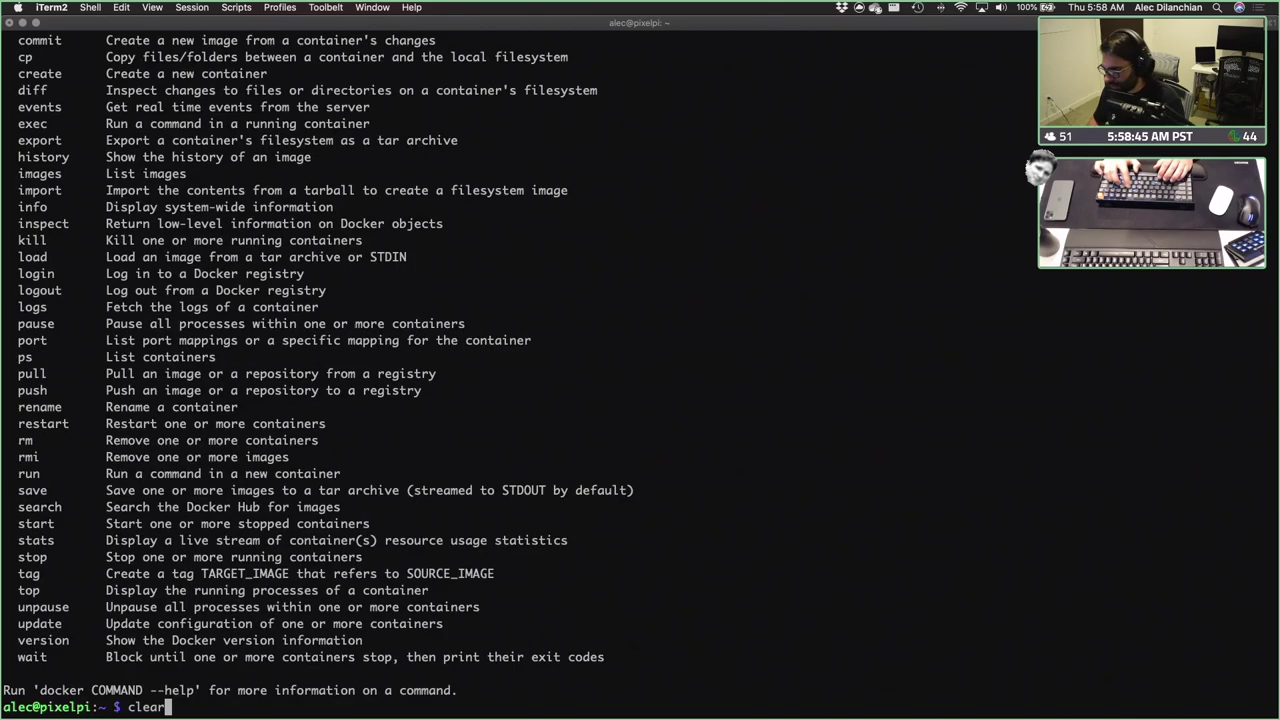 iTerm2 Shell Edit View Session Scripts Profiles Toolbelt Window Help 100% Thu 5:58 AM Alec Dilanchian
alec@pixelpi: ~
commit Create a new image from a container's changes
cp Copy files/folders between a container and the local filesystem
create Create a new container
diff Inspect changes to files or directories on a container's filesystem
events Get real time events from the server
exec Run a command in a running container
export Export a container's filesystem as a tar archive
history Show the history of an image
images List images
import Import the contents from a tarball to create a filesystem image
info Display system-wide information
inspect Return low-level information on Docker objects
kill Kill one or more running containers
load Load an image from a tar archive or STDIN
login Log in to a Docker registry
logout Log out from a Docker registry
logs Fetch the logs of a container
pause Pause all processes within one or more containers
port List port mappings or a specific mapping for the container
ps List containers
pull Pull an image or a repository from a registry
push Push an image or a repository to a registry
rename Rename a container
restart Restart one or more containers
rm Remove one or more containers
rmi Remove one or more images
run Run a command in a new container
save Save one or more images to a tar archive (streamed to STDOUT by default)
search Search the Docker Hub for images
start Start one or more stopped containers
stats Display a live stream of container(s) resource usage statistics
stop Stop one or more running containers
tag Create a tag TARGET_IMAGE that refers to SOURCE_IMAGE
top Display the running processes of a container
unpause Unpause all processes within one or more containers
update Update configuration of one or more containers
version Show the Docker version information
wait Block until one or more containers stop, then print their exit codes
Run 'docker COMMAND --help' for more information on a command.
alec@pixelpi:~ $ clear
51 5:58:45 AM PST 44